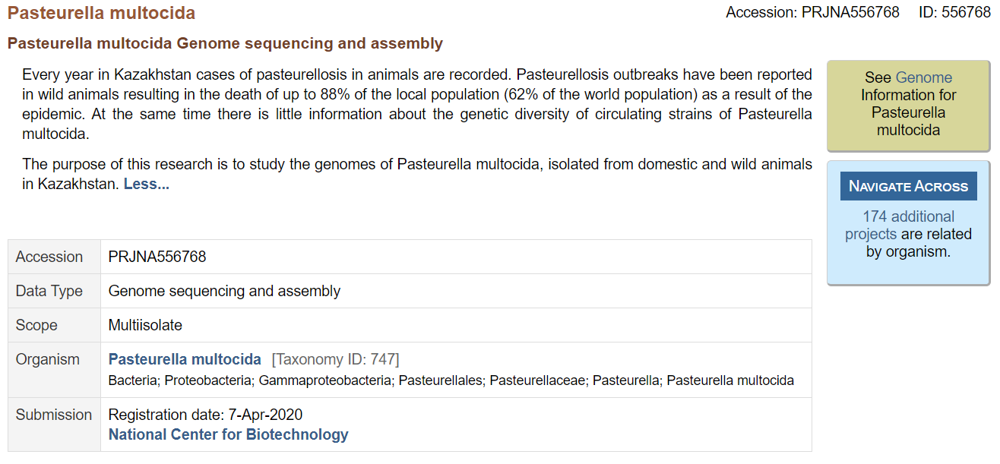 Pasteurella multocida
Accession: PRJNA556768 ID: 556768
Pasteurella multocida Genome sequencing and assembly
Every year in Kazakhstan cases of pasteurellosis in animals are recorded. Pasteurellosis outbreaks have been reported
in wild animals resulting in the death of up to 88% of the local population (62% of the world population) as a result of the
epidemic. At the same time there is little information about the genetic diversity of circulating strains of Pasteurella
multocida.
The purpose of this research is to study the genomes of Pasteurella multocida, isolated from domestic and wild animals
in Kazakhstan. Less...
See Genome
Information for
Pasteurella
multocida
NAVIGATE ACROSS
174 additional
projects are related
by organism.
Accession PRJNA556768
Data Type Genome sequencing and assembly
Scope Multiisolate
Organism Pasteurella multocida [Taxonomy ID: 747]
Bacteria; Proteobacteria; Gammaproteobacteria; Pasteurellales; Pasteurellaceae; Pasteurella; Pasteurella multocida
Submission Registration date: 7-Apr-2020
National Center for Biotechnology